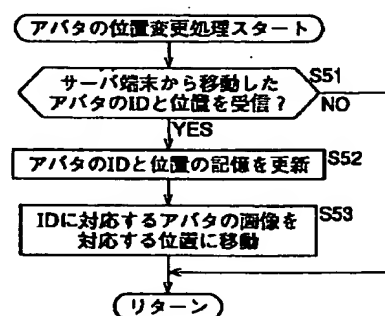 アバタの位置変更処理スタート
サーバ端末から移動した
アバタのIDと位置を受信?
S51
NO
YES
アバタのIDと位置の記憶を更新
S52
IDに対応するアバタの画像を
対応する位置に移動
S53
リターン